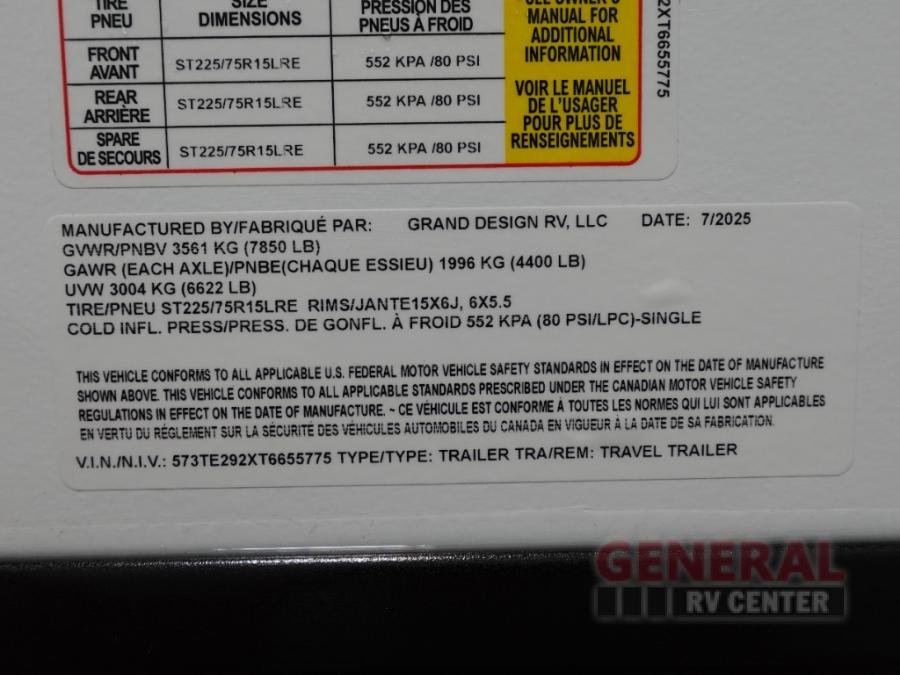 TIRE SIZE PRESSION DES SEE OWNER'S
PNEU DIMENSIONS PNEUS À FROID MANUAL FOR
ADDITIONAL
INFORMATION
FRONT ST225/75R15LRE 552 KPA /80 PSI
AVANT
REAR ST225/75R15LRE 552 KPA /80 PSI
ARRIÈRE
SPARE ST225/75R15LRE 552 KPA /80 PSI
DE SECOURS
VOIR LE MANUEL
DE L'USAGER
POUR PLUS DE
RENSEIGNEMENTS
2XT6655775
MANUFACTURED BY/FABRIQUÉ PAR: GRAND DESIGN RV, LLC DATE: 7/2025
GVWR/PNBV 3561 KG (7850 LB)
GAWR (EACH AXLE)/PNBE(CHAQUE ESSIEU) 1996 KG (4400 LB)
UVW 3004 KG (6622 LB)
TIRE/PNEU ST225/75R15LRE RIMS/JANTE15X6J, 6X5.5
COLD INFL. PRESS/PRESS. DE GONFL. À FROID 552 KPA (80 PSI/LPC)-SINGLE
THIS VEHICLE CONFORMS TO ALL APPLICABLE U.S. FEDERAL MOTOR VEHICLE SAFETY STANDARDS IN EFFECT ON THE DATE OF MANUFACTURE
SHOWN ABOVE. THIS VEHICLE CONFORMS TO ALL APPLICABLE STANDARDS PRESCRIBED UNDER THE CANADIAN MOTOR VEHICLE SAFETY
REGULATIONS IN EFFECT ON THE DATE OF MANUFACTURE. ~ CE VÉHICULE EST CONFORME À TOUTES LES NORMES QUI LUI SONT APPLICABLES
EN VERTU DU RÉGLEMENT SUR LA SÉCURITÉ DES VÉHICULES AUTOMOBILES DU CANADA EN VIGUEUR À LA DATE DE SA FABRICATION.
V.I.N./N.I.V.: 573TE292XT6655775 TYPE/TYPE: TRAILER TRA/REM: TRAVEL TRAILER
GENERAL
RV CENTER